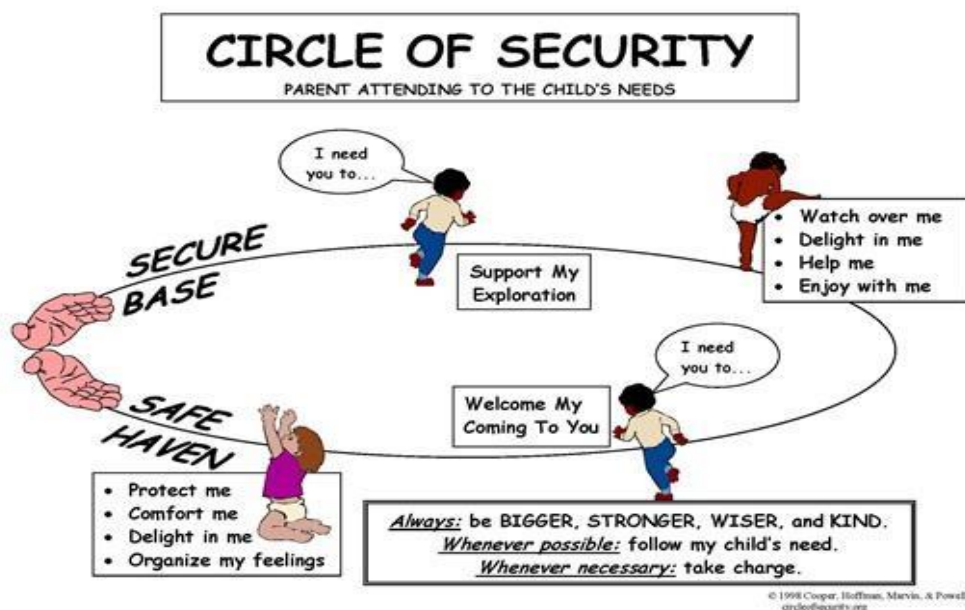 CIRCLE OF SECURITY
PARENT ATTENDING TO THE CHILD'S NEEDS
I need
you to...
SECURE
BASE
Support My
Exploration
• Watch over me
• Delight in me
• Help me
• Enjoy with me
I need
you to...
Welcome My
Coming To You
SAFE
HAVEN
• Protect me
• Comfort me
• Delight in me
• Organize my feelings
Always: be BIGGER, STRONGER, WISER, and KIND.
Whenever possible: follow my child's need.
Whenever necessary: take charge.
© 1998 Cooper, Hoffman, Marvin, & Powell
circleofsecurity.org